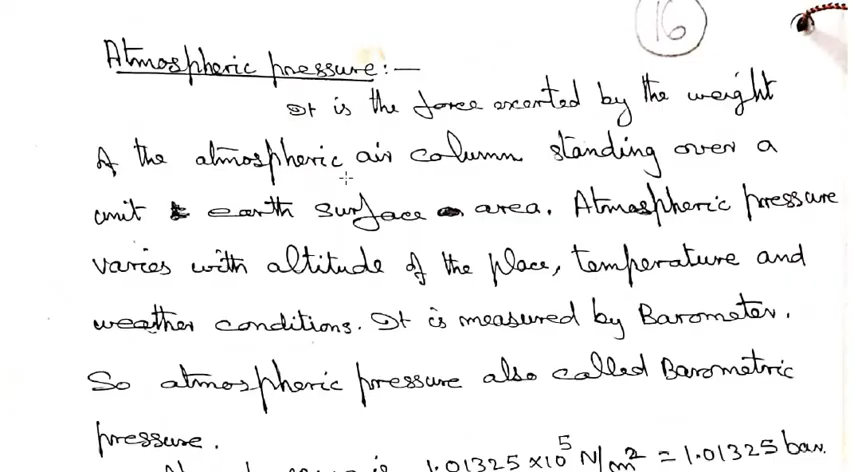 16
Atmospheric pressure:—
It is the force exerted by the weight
of the atmospheric air column standing over a
unit earth surface area. Atmospheric pressure
varies with altitude of the place, temperature and
weather conditions. It is measured by Barometer.
So atmospheric pressure also called Barometric
pressure.
is 1.01325 × 10⁵ N/m² = 1.01325 bar.